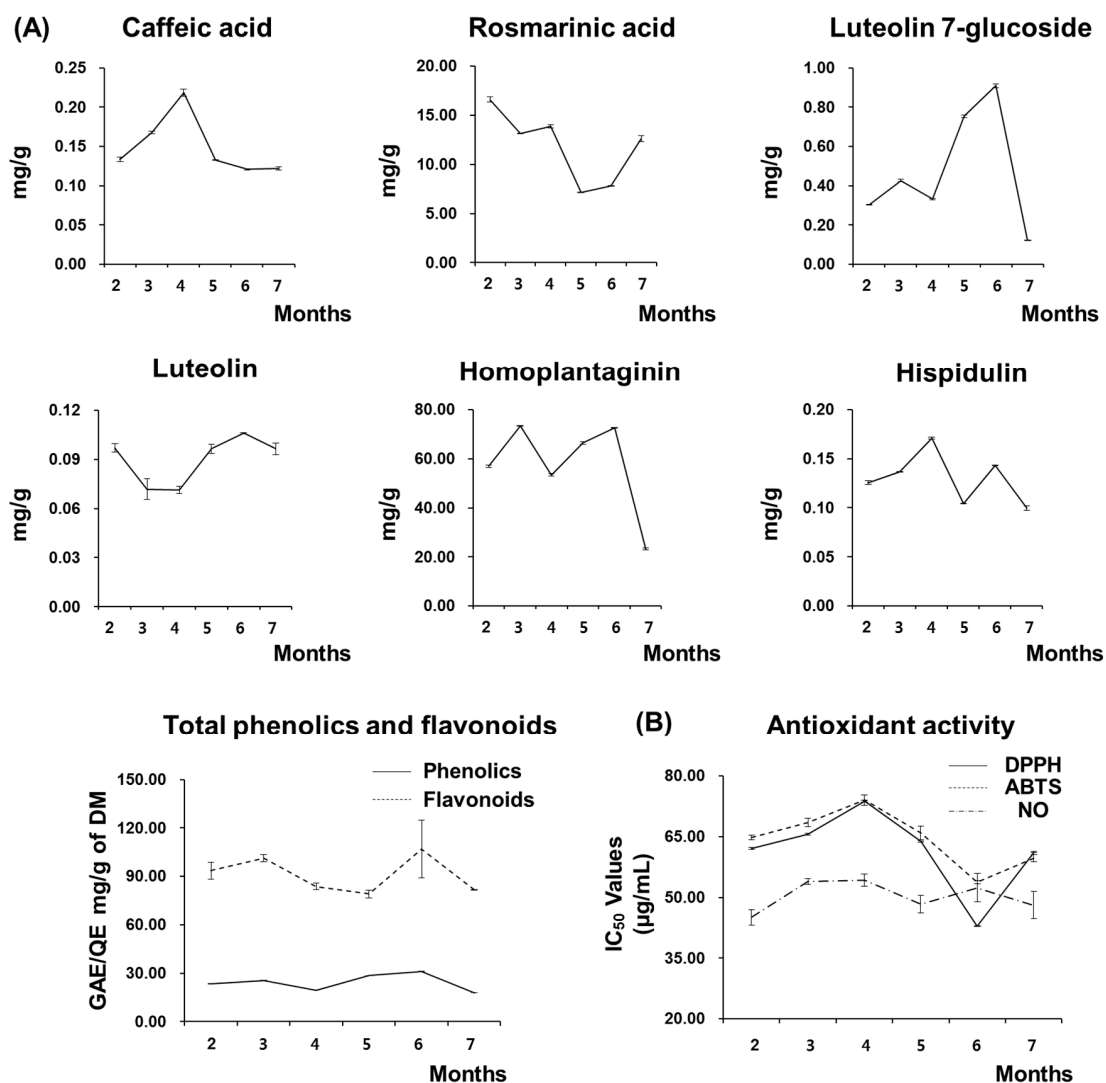 (A)
Caffeic acid
Rosmarinic acid
Luteolin 7-glucoside
0.25
0.20
0.15
0.10
0.05
0.00
mg/g
2 3 4 5 6 7
Months
20.00
15.00
10.00
5.00
0.00
mg/g
2 3 4 5 6 7
Months
1.00
0.80
0.60
0.40
0.20
0.00
mg/g
2 3 4 5 6 7
Months
Luteolin
Homoplantaginin
Hispidulin
0.12
0.09
0.06
0.03
0.00
mg/g
2 3 4 5 6 7
Months
80.00
60.00
40.00
20.00
0.00
mg/g
2 3 4 5 6 7
Months
0.20
0.15
0.10
0.05
0.00
mg/g
2 3 4 5 6 7
Months
Total phenolics and flavonoids
Phenolics
Flavonoids
150.00
120.00
90.00
60.00
30.00
0.00
GAE/QE mg/g of DM
2 3 4 5 6 7
Months
(B)
Antioxidant activity
DPPH
ABTS
NO
80.00
65.00
50.00
35.00
20.00
IC₅₀ Values
(µg/mL)
2 3 4 5 6 7
Months